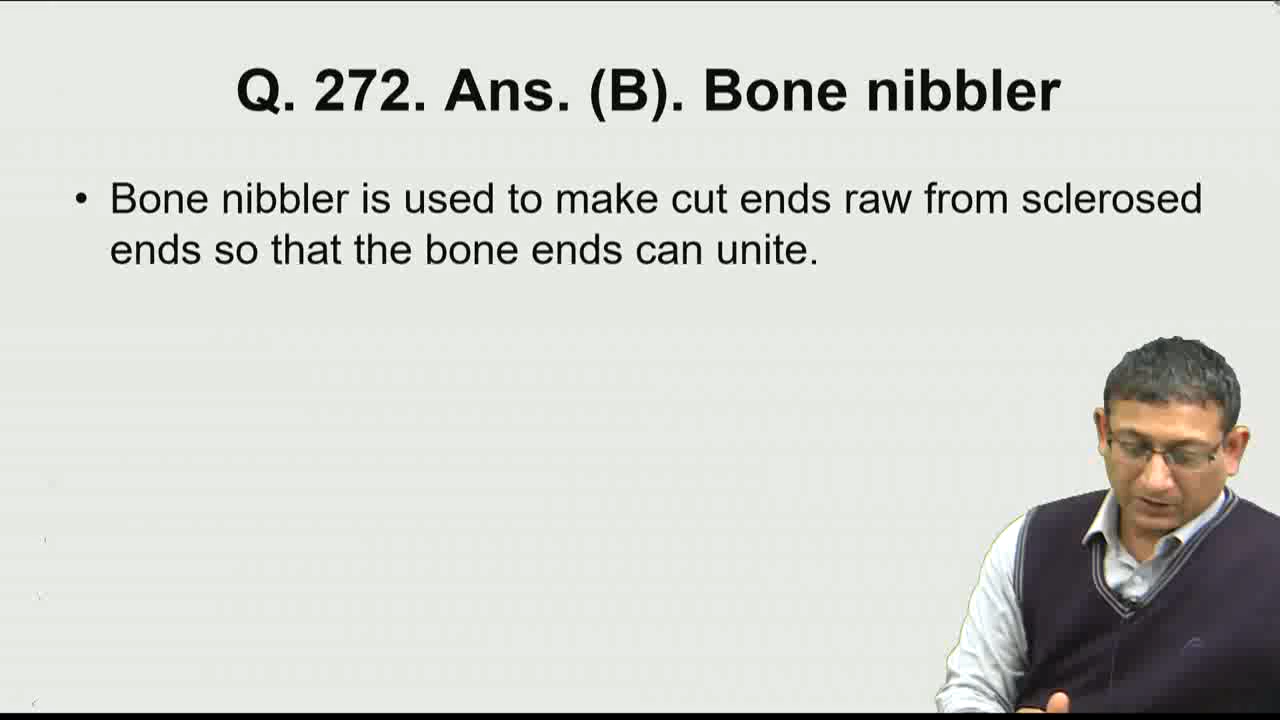 Q. 272. Ans. (B). Bone nibbler
• Bone nibbler is used to make cut ends raw from sclerosed
ends so that the bone ends can unite.